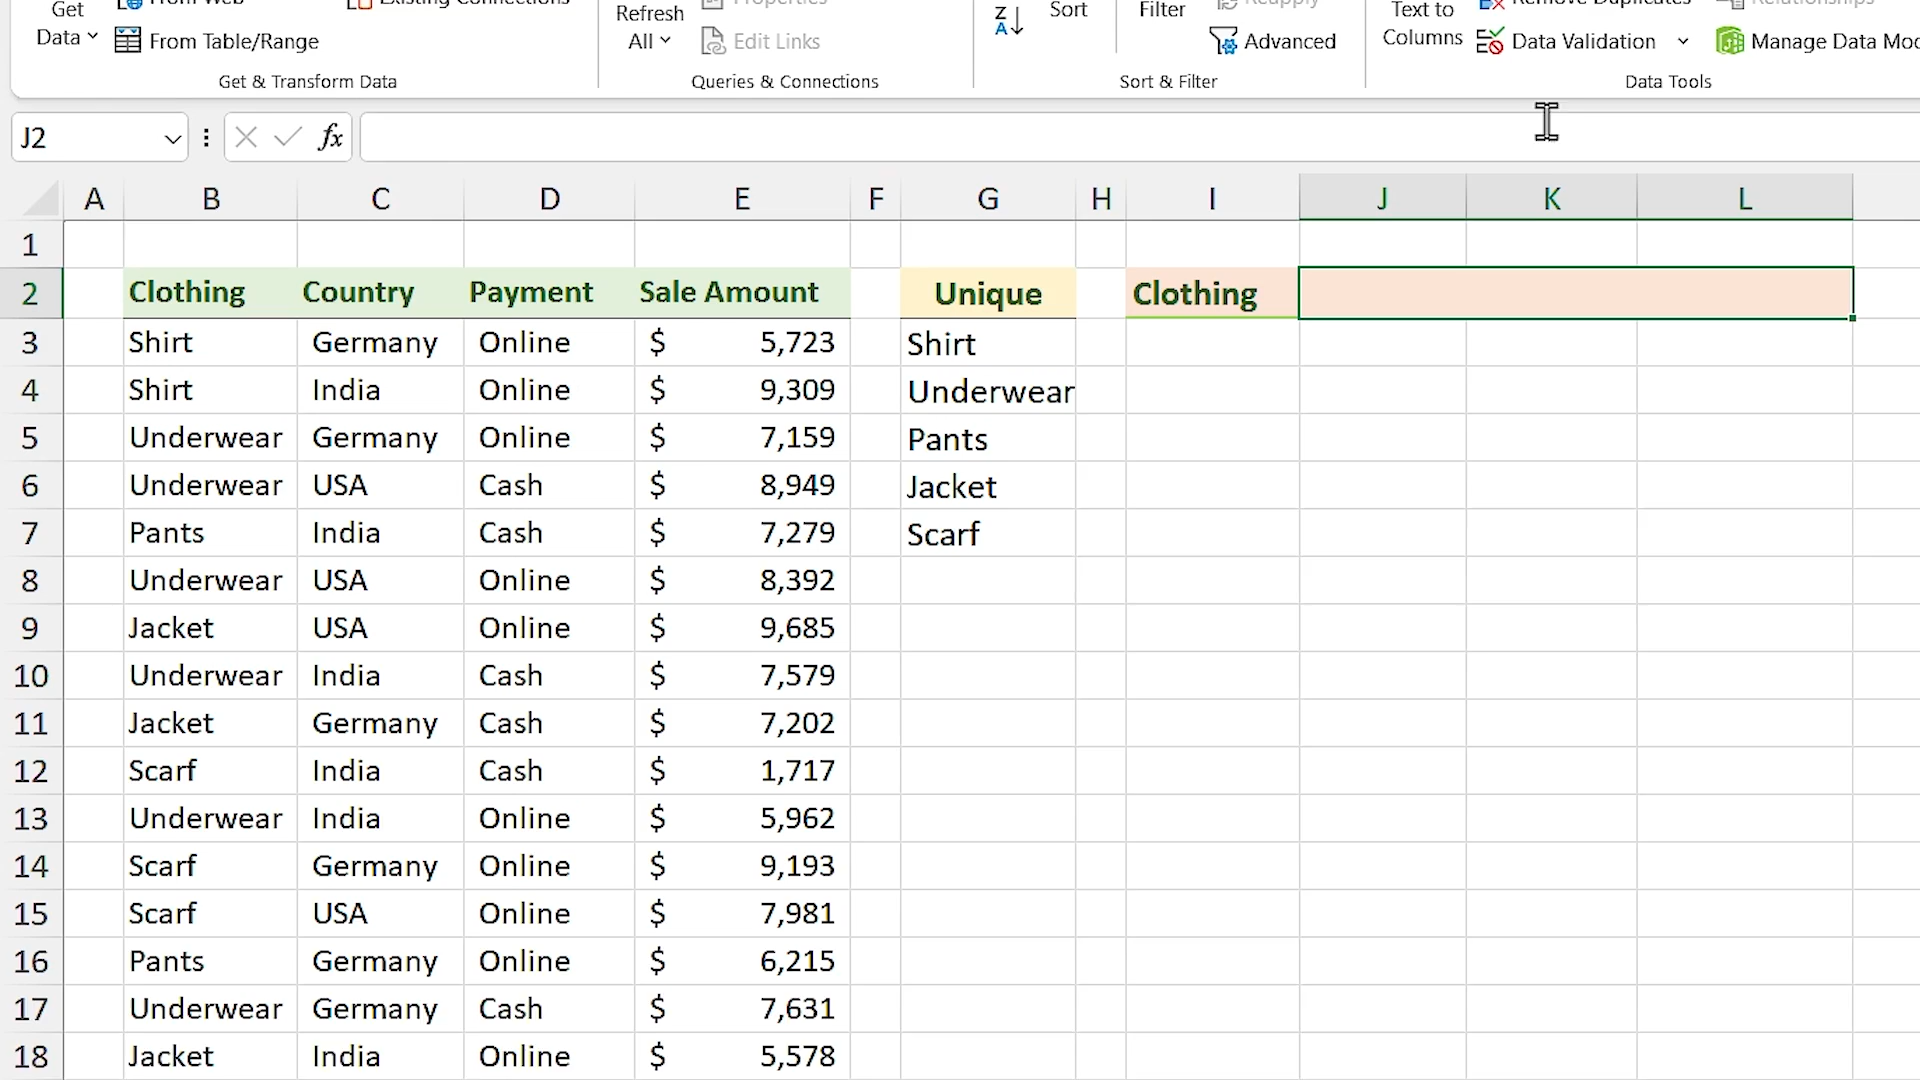 Get
Data
From Web
Existing Connections
From Table/Range
Get & Transform Data
Refresh
All
Properties
Edit Links
Queries & Connections
Z
A
Sort
Filter
Reapply
Advanced
Sort & Filter
Text to
Columns
Remove Duplicates
Relationships
Data Validation
Manage Data Mo
Data Tools
J2
fx
A B C D E F G H I J K L
1
2 Clothing Country Payment Sale Amount Unique Clothing
3 Shirt Germany Online $ 5,723 Shirt
4 Shirt India Online $ 9,309 Underwear
5 Underwear Germany Online $ 7,159 Pants
6 Underwear USA Cash $ 8,949 Jacket
7 Pants India Cash $ 7,279 Scarf
8 Underwear USA Online $ 8,392
9 Jacket USA Online $ 9,685
10 Underwear India Cash $ 7,579
11 Jacket Germany Cash $ 7,202
12 Scarf India Cash $ 1,717
13 Underwear India Online $ 5,962
14 Scarf Germany Online $ 9,193
15 Scarf USA Online $ 7,981
16 Pants Germany Online $ 6,215
17 Underwear Germany Cash $ 7,631
18 Jacket India Online $ 5,578